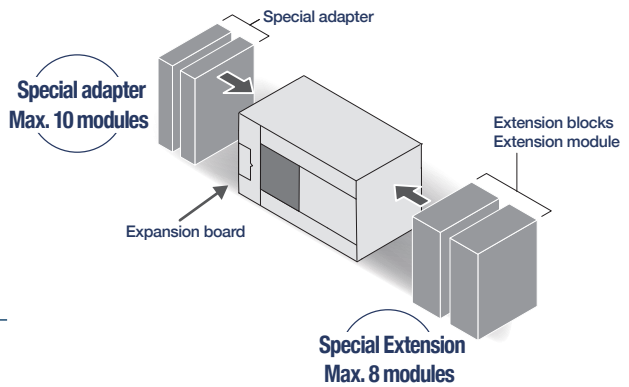 Special adapter
Special adapter
Max. 10 modules
Extension blocks
Extension module
Expansion board
Special Extension
Max. 8 modules